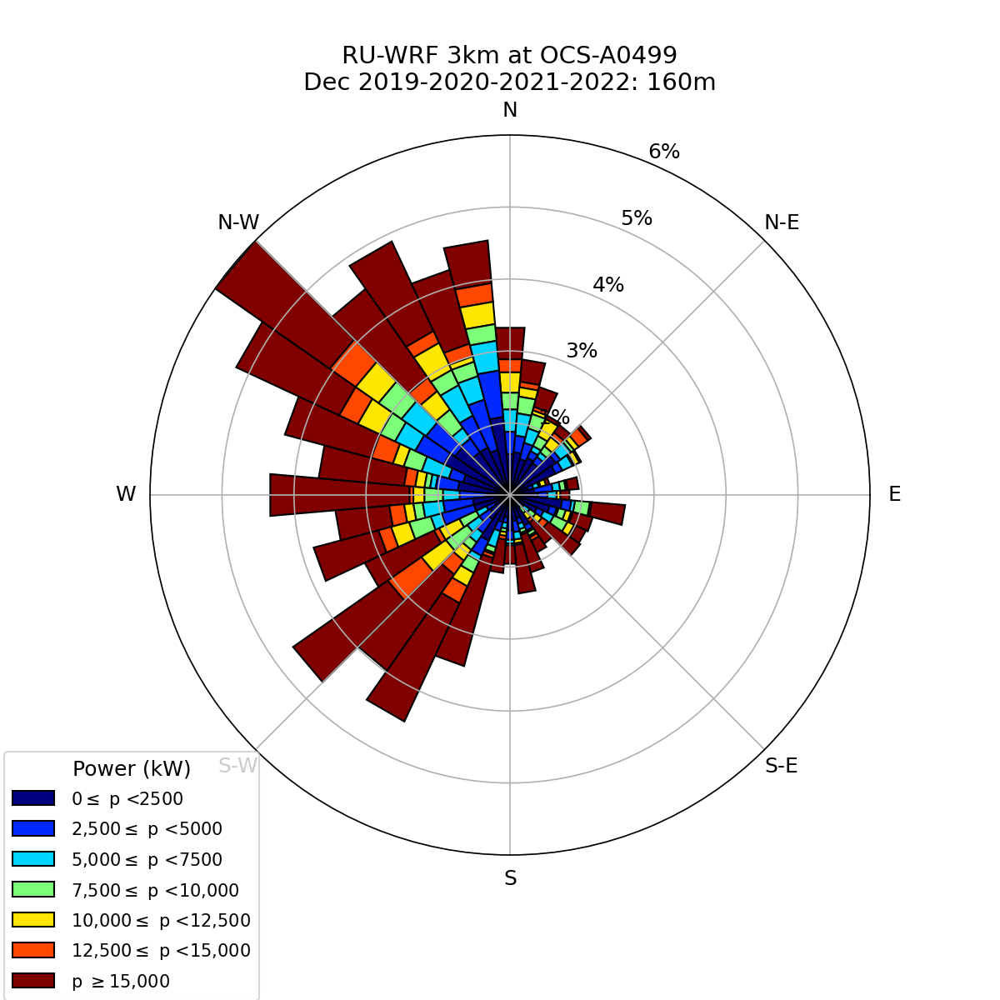 RU-WRF 3km at OCS-A0499
Dec 2019-2020-2021-2022: 160m
N
6%
N-W
5%
N-E
4%
3%
%
W
E
S-W
S-E
S
Power (kW)
0≤ p <2500
2,500≤ p <5000
5,000≤ p <7500
7,500≤ p <10,000
10,000≤ p <12,500
12,500≤ p <15,000
p ≥15,000